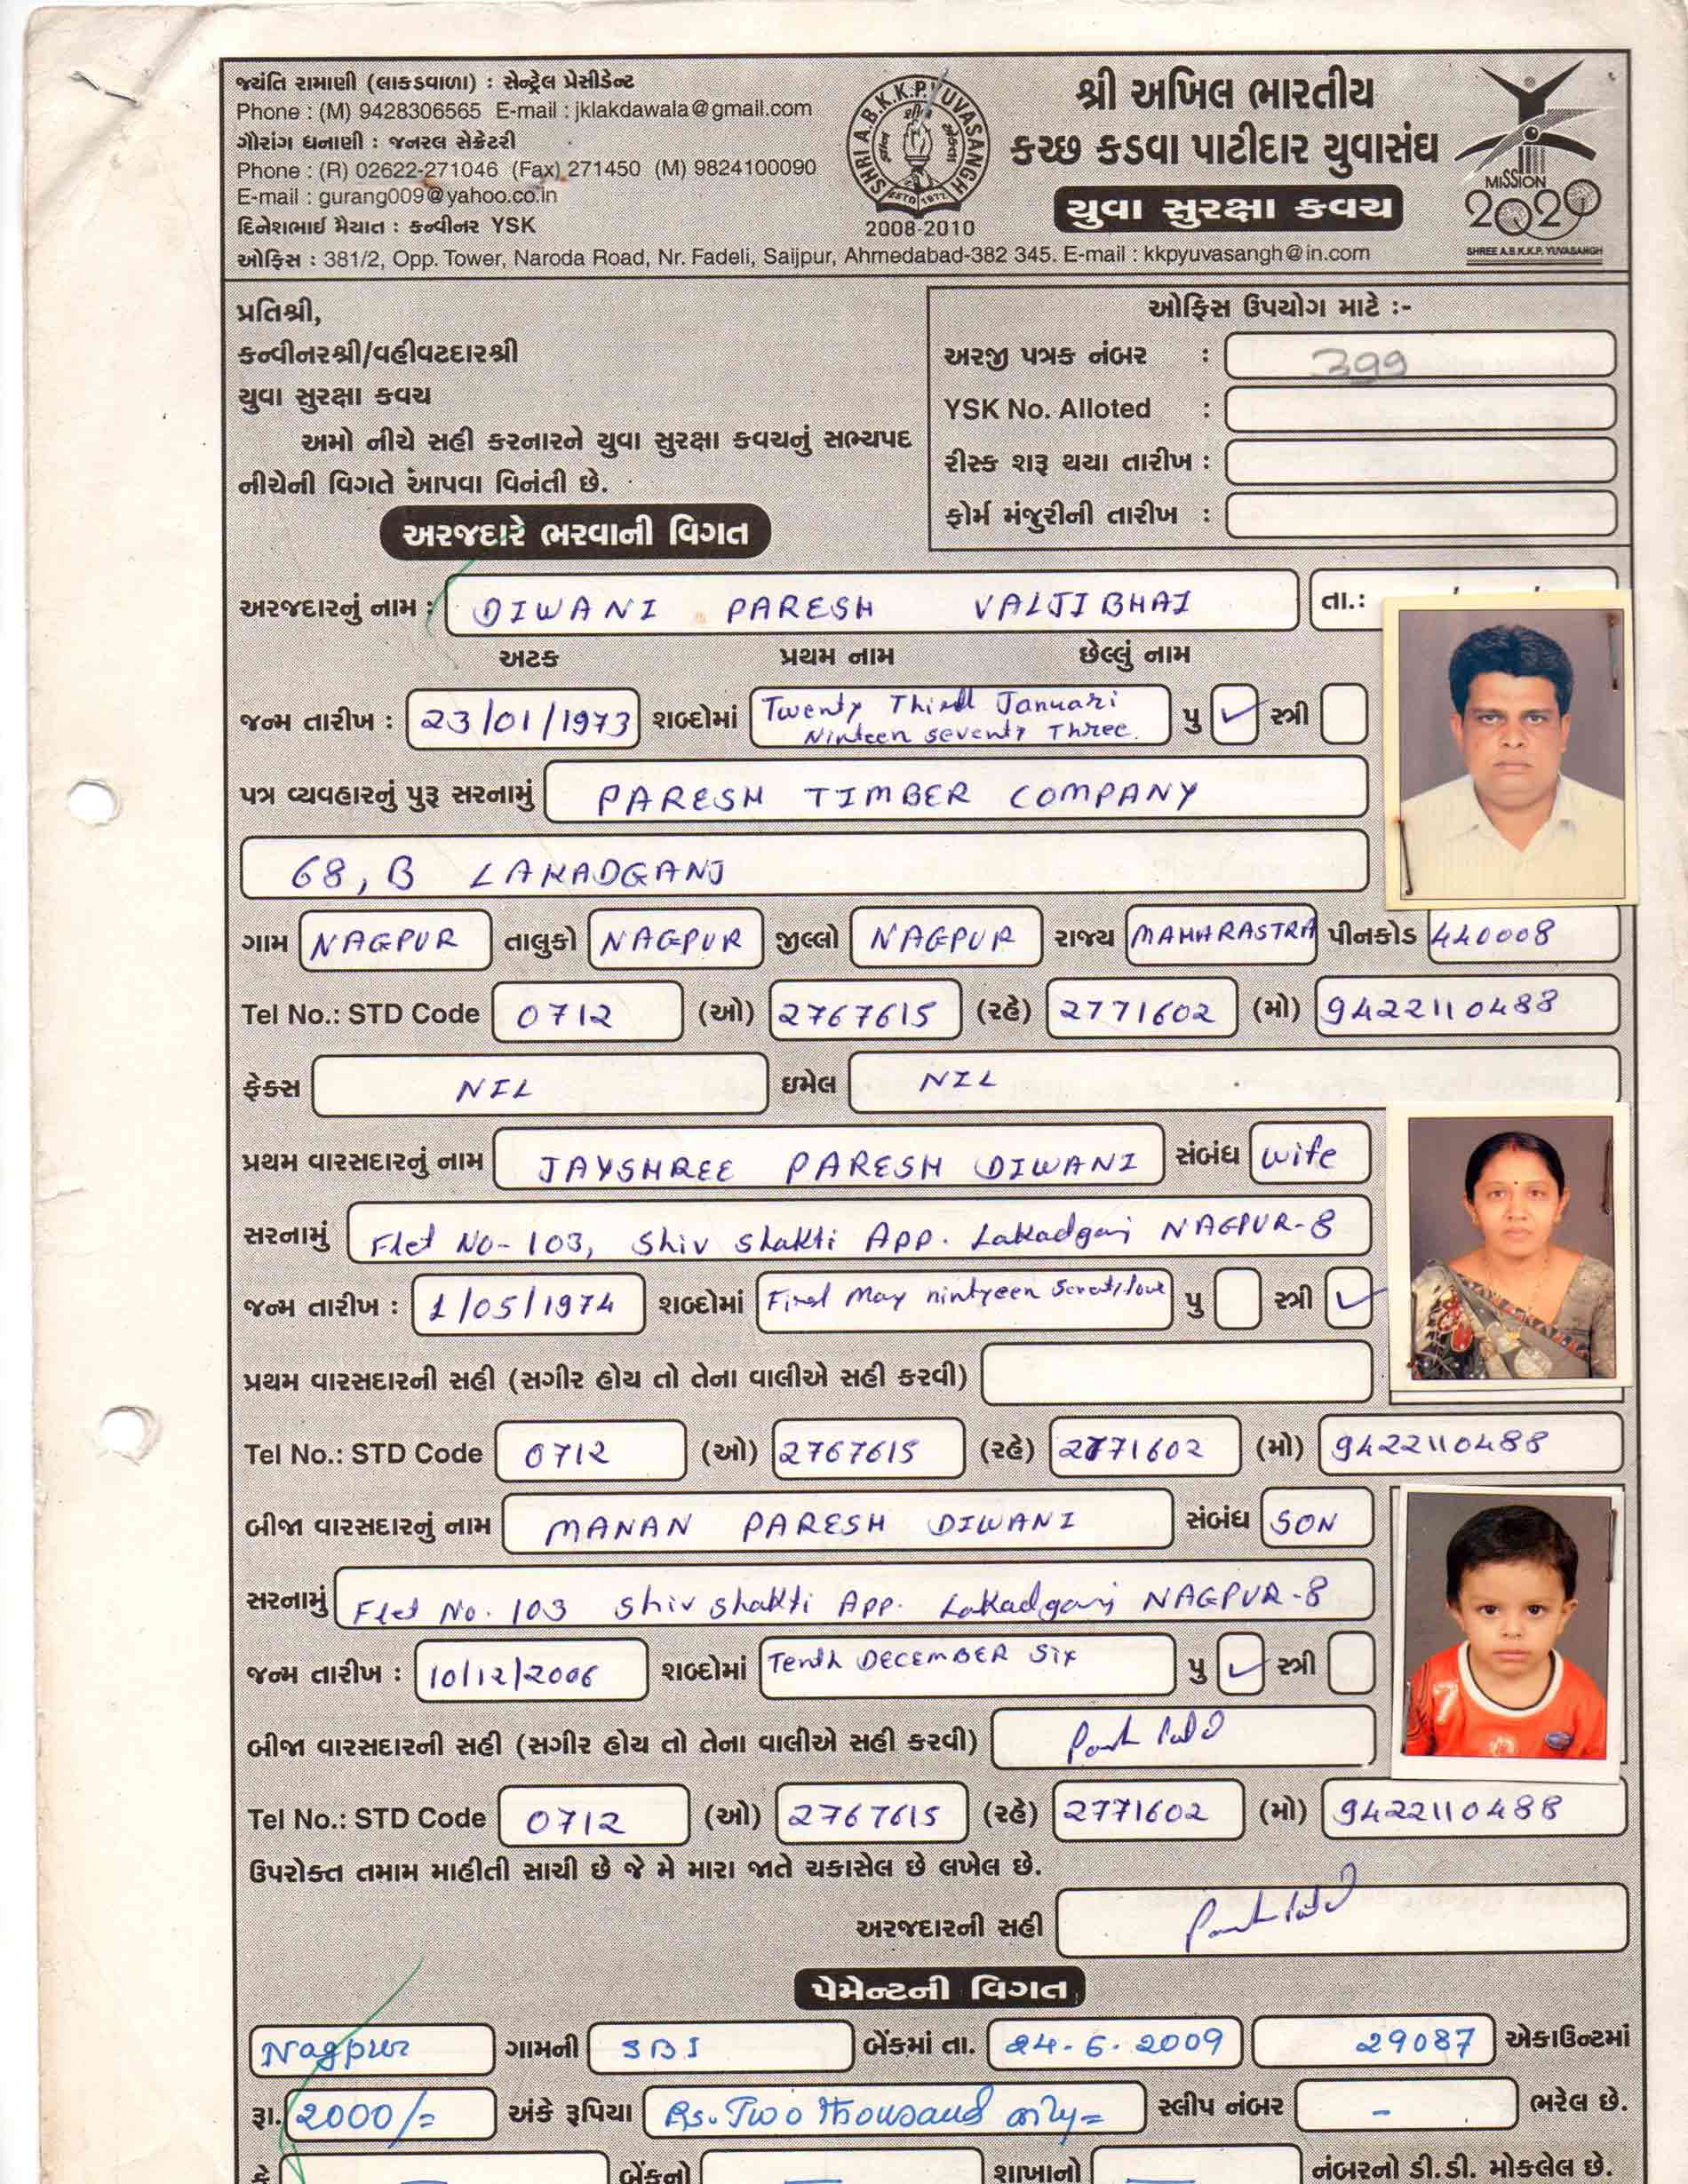 જયંતિ રામાણી (લાકડાવાળા) : સેન્ટ્રેલ પ્રેસીડેન્ટ
Phone : (M) 9428306565 E-mail : jklakdawala@gmail.com
ગૌરાંગ ધનાણી : જનરલ સેક્રેટરી
Phone : (R) 02622-271046 (Fax) 271450 (M) 9824100090
E-mail : gurang009@yahoo.co.in
દિનેશભાઈ મૈયાત : કન્વીનર YSK
ઓફિસ : 381/2, Opp. Tower, Naroda Road, Nr. Fadeli, Saijpur, Ahmedabad-382 345. E-mail : kkpyuvasangh@in.com
SHRI A.B.K.K.P. YUVASANGH
ESTD 1977
2008-2010
શ્રી અખિલ ભારતીય
કચ્છ કડવા પાટીદાર યુવાસંઘ
યુવા સુરક્ષા કવચ
MISSION
2020
SHREE A.B.K.K.P. YUVASANGH
પ્રતિશ્રી,
કન્વીનરશ્રી/વહીવટદારશ્રી
યુવા સુરક્ષા કવચ
અમો નીચે સહી કરનારને યુવા સુરક્ષા કવચનું સભ્યપદ
નીચેની વિગતે આપવા વિનંતી છે.
ઓફિસ ઉપયોગ માટે :-
અરજી પત્રક નંબર : 399
YSK No. Alloted :
રીસ્ક શરૂ થયા તારીખ :
ફોર્મ મંજુરીની તારીખ :
અરજદારે ભરવાની વિગત
અરજદારનું નામ : DIWANI PARESH VALJIBHAI તા.:
અટક પ્રથમ નામ છેલ્લું નામ
જન્મ તારીખ : 23/01/1973 શબ્દોમાં Twenty Third Januari Ninteen seventy Three. પુ ✓ સ્ત્રી
પત્ર વ્યવહારનું પુરૂ સરનામું PARESH TIMBER COMPANY
68, B LAKADGANJ
ગામ NAGPUR તાલુકો NAGPUR જીલ્લો NAGPUR રાજ્ય MAHARASTRA પીનકોડ 440008
Tel No.: STD Code 0712 (ઓ) 2767615 (રહે) 2771602 (મો) 9422110488
ફેક્સ NIL ઇમેલ NIL
પ્રથમ વારસદારનું નામ JAYSHREE PARESH DIWANI સંબંધ wife
સરનામું Flet No- 103, Shiv Shakti App. Lakadganj NAGPUR-8
જન્મ તારીખ : 1/05/1974 શબ્દોમાં First May nintyeen પુ સ્ત્રી ✓
પ્રથમ વારસદારની સહી (સગીર હોય તો તેના વાલીએ સહી કરવી)
Tel No.: STD Code 0712 (ઓ) 2767615 (રહે) 2771602 (મો) 9422110488
બીજા વારસદારનું નામ MANAN PARESH DIWANI સંબંધ SON
સરનામું Flet No. 103 Shiv Shakti App. Lakadganj NAGPUR-8
જન્મ તારીખ : 10/12/2006 શબ્દોમાં Tenth DECEMBER Six પુ ✓ સ્ત્રી
બીજા વારસદારની સહી (સગીર હોય તો તેના વાલીએ સહી કરવી)
Tel No.: STD Code 0712 (ઓ) 2767615 (રહે) 2771602 (મો) 9422110488
ઉપરોક્ત તમામ માહીતી સાચી છે જે મે મારા જાતે ચકાસેલ છે લખેલ છે.
અરજદારની સહી
પેમેન્ટની વિગત
Nagpur ગામની SBI બેંકમાં તા. 24-6-2009 29087 એકાઉન્ટમાં
રૂા. 2000/= અંકે રૂપિયા Rs. Two thousand only= સ્લીપ નંબર - ભરેલ છે.
કે બેંકનો શાખાનો નંબરનો ડી.ડી. મોકલેલ છે.